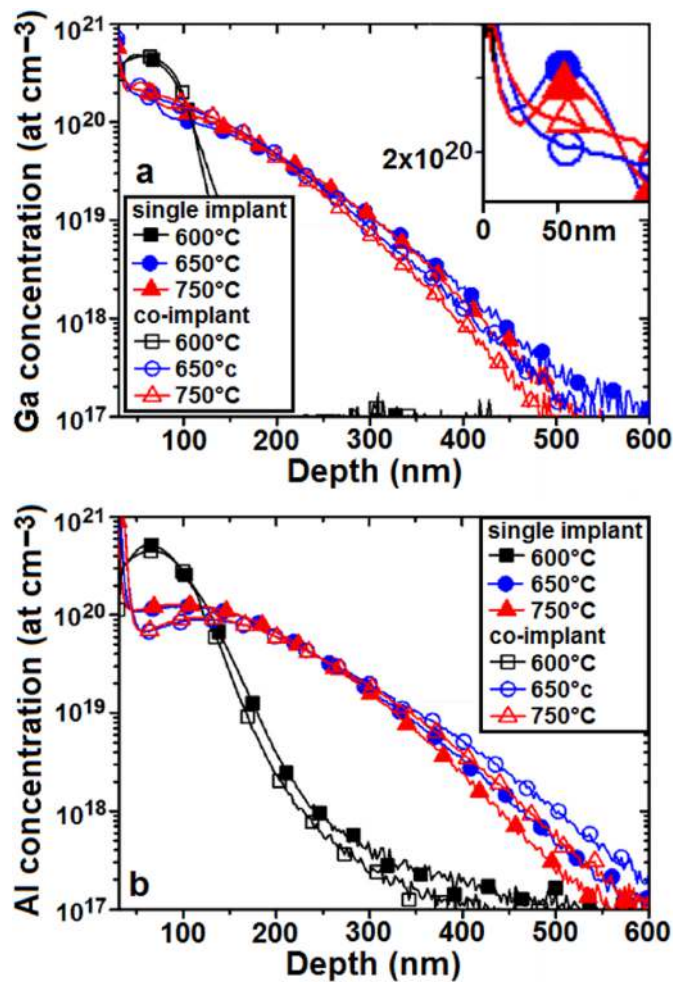 10²¹
10²⁰
10¹⁹
10¹⁸
10¹⁷
Ga concentration (at cm−3)
a
single implant
600°C
650°C
750°C
co-implant
600°C
650°c
750°C
2x10²⁰
0 50nm
100 200 300 400 500 600
Depth (nm)
10²¹
10²⁰
10¹⁹
10¹⁸
10¹⁷
Al concentration (at cm−3)
single implant
600°C
650°C
750°C
co-implant
600°C
650°c
750°C
b
100 200 300 400 500 600
Depth (nm)